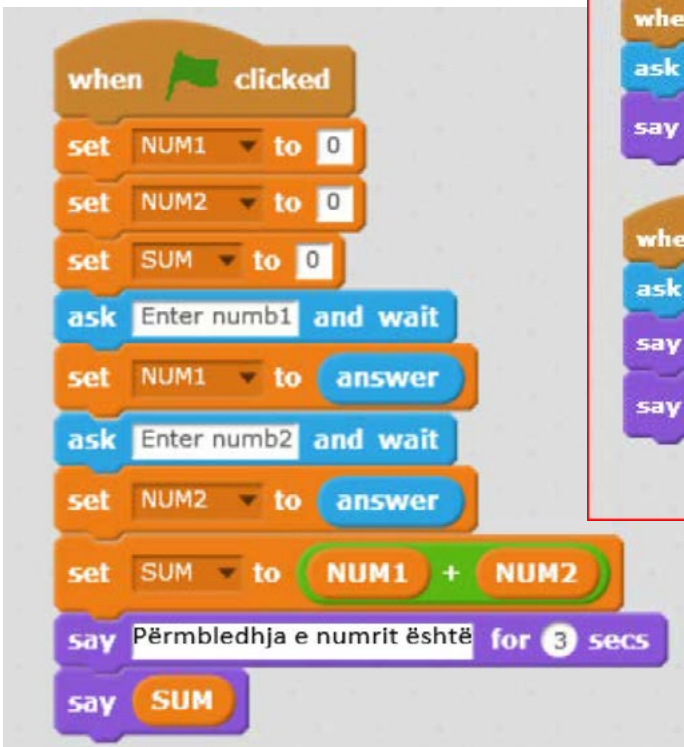 when clicked
set NUM1 to 0
set NUM2 to 0
set SUM to 0
ask Enter numb1 and wait
set NUM1 to answer
ask Enter numb2 and wait
set NUM2 to answer
set SUM to NUM1 + NUM2
say Përmbledhja e numrit është for 3 secs
say SUM
whe
ask
say
whe
ask
say
say